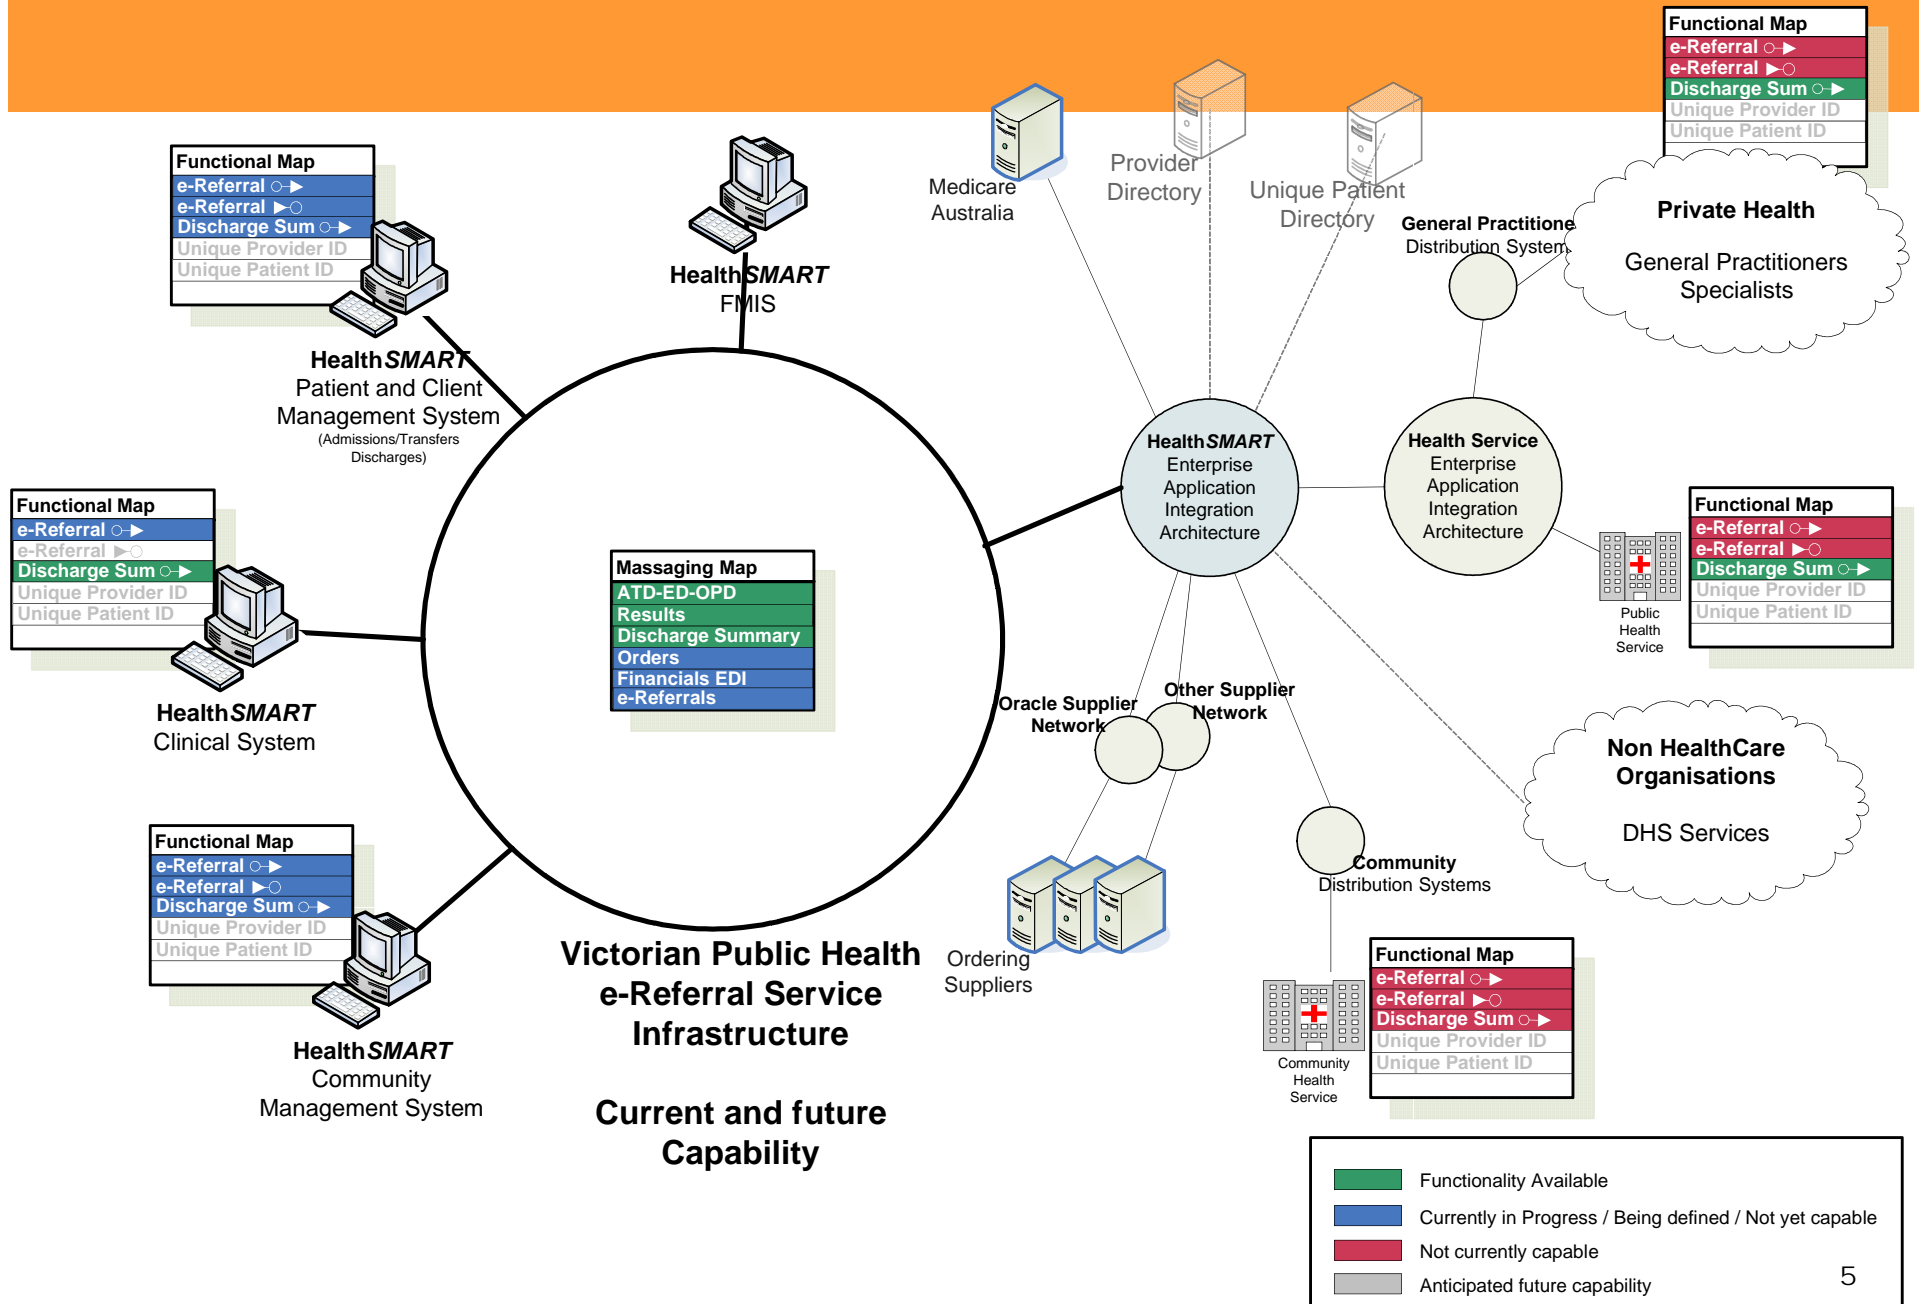 Functional Map
e-Referral
e-Referral
Discharge Sum
Unique Provider ID
Unique Patient ID
Private Health
General Practitioners
Specialists
General Practitione
Distribution System
Medicare
Australia
Provider
Directory
Unique Patient
Directory
Functional Map
e-Referral
e-Referral
Discharge Sum
Unique Provider ID
Unique Patient ID
HealthSMART
FMIS
HealthSMART
Patient and Client
Management System
(Admissions/Transfers
Discharges)
Functional Map
e-Referral
e-Referral
Discharge Sum
Unique Provider ID
Unique Patient ID
HealthSMART
Clinical System
Massaging Map
ATD-ED-OPD
Results
Discharge Summary
Orders
Financials EDI
e-Referrals
HealthSMART
Enterprise
Application
Integration
Architecture
Health Service
Enterprise
Application
Integration
Architecture
Public
Health
Service
Functional Map
e-Referral
e-Referral
Discharge Sum
Unique Provider ID
Unique Patient ID
Oracle Supplier
Network
Other Supplier
Network
Non HealthCare
Organisations
DHS Services
Functional Map
e-Referral
e-Referral
Discharge Sum
Unique Provider ID
Unique Patient ID
HealthSMART
Community
Management System
Victorian Public Health
e-Referral Service
Infrastructure
Current and future
Capability
Ordering
Suppliers
Community
Distribution Systems
Community
Health
Service
Functional Map
e-Referral
e-Referral
Discharge Sum
Unique Provider ID
Unique Patient ID
Functionality Available
Currently in Progress / Being defined / Not yet capable
Not currently capable
Anticipated future capability
5